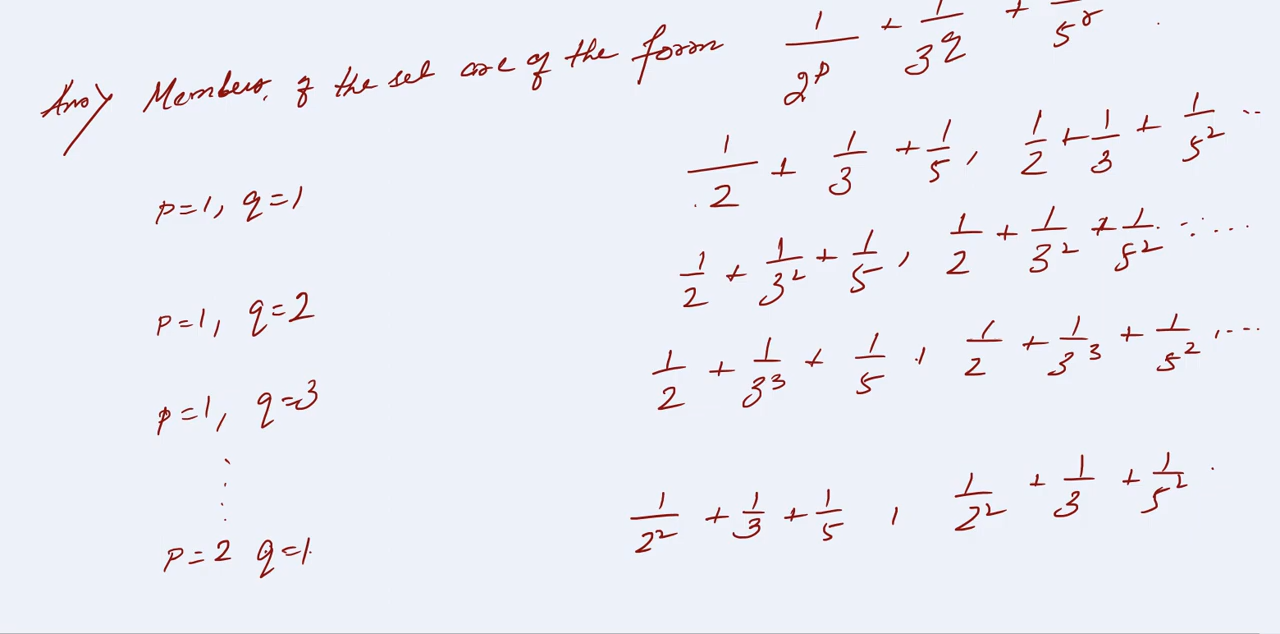 Ans> Members of the set are of the form 1/2^p + 1/3^q + 1/5^r
p=1, q=1 1/2 + 1/3 + 1/5, 1/2 + 1/3 + 1/5^2 ..
p=1, q=2 1/2 + 1/3^2 + 1/5, 1/2 + 1/3^2 + 1/5^2 .....
p=1, q=3 1/2 + 1/3^3 + 1/5, 1/2 + 1/3^3 + 1/5^2, ...
⋮
p=2 q=1 1/2^2 + 1/3 + 1/5, 1/2^2 + 1/3 + 1/5^2